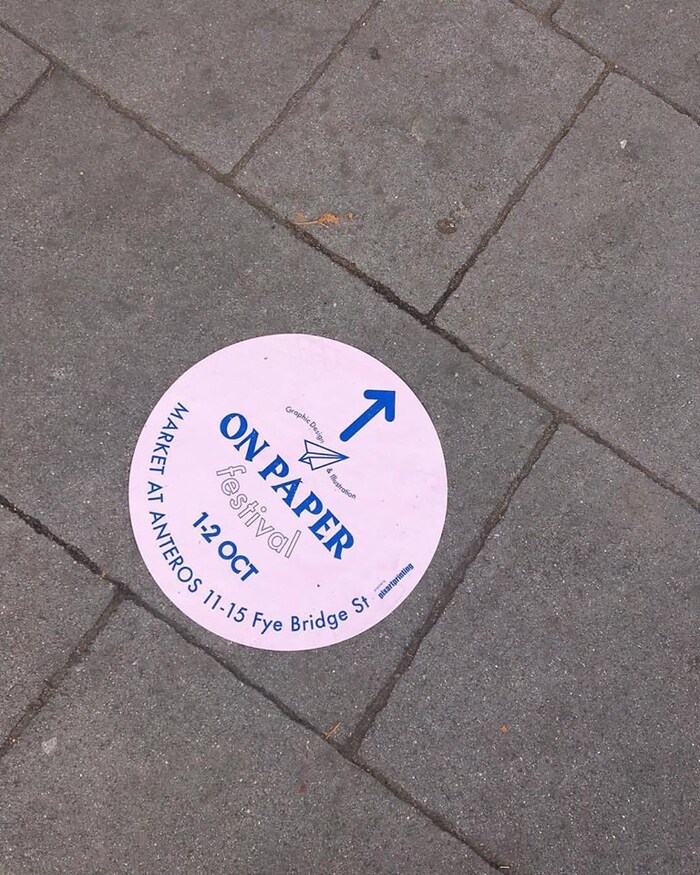 Graphic Design
& Illustration
ON PAPER
festival
1-2 OCT
MARKET AT ANTEROS 11-15 Fye Bridge St
pixartprinting